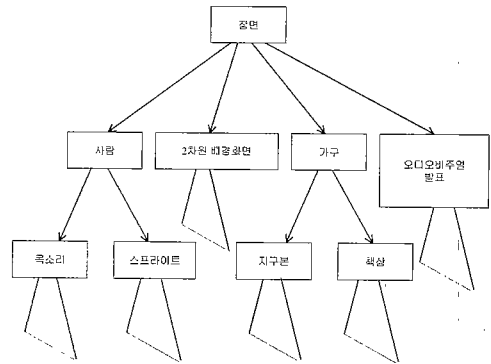 장면
사람
2차원 배경화면
가구
오디오비주얼
발표
목소리
스프라이트
지구본
책상